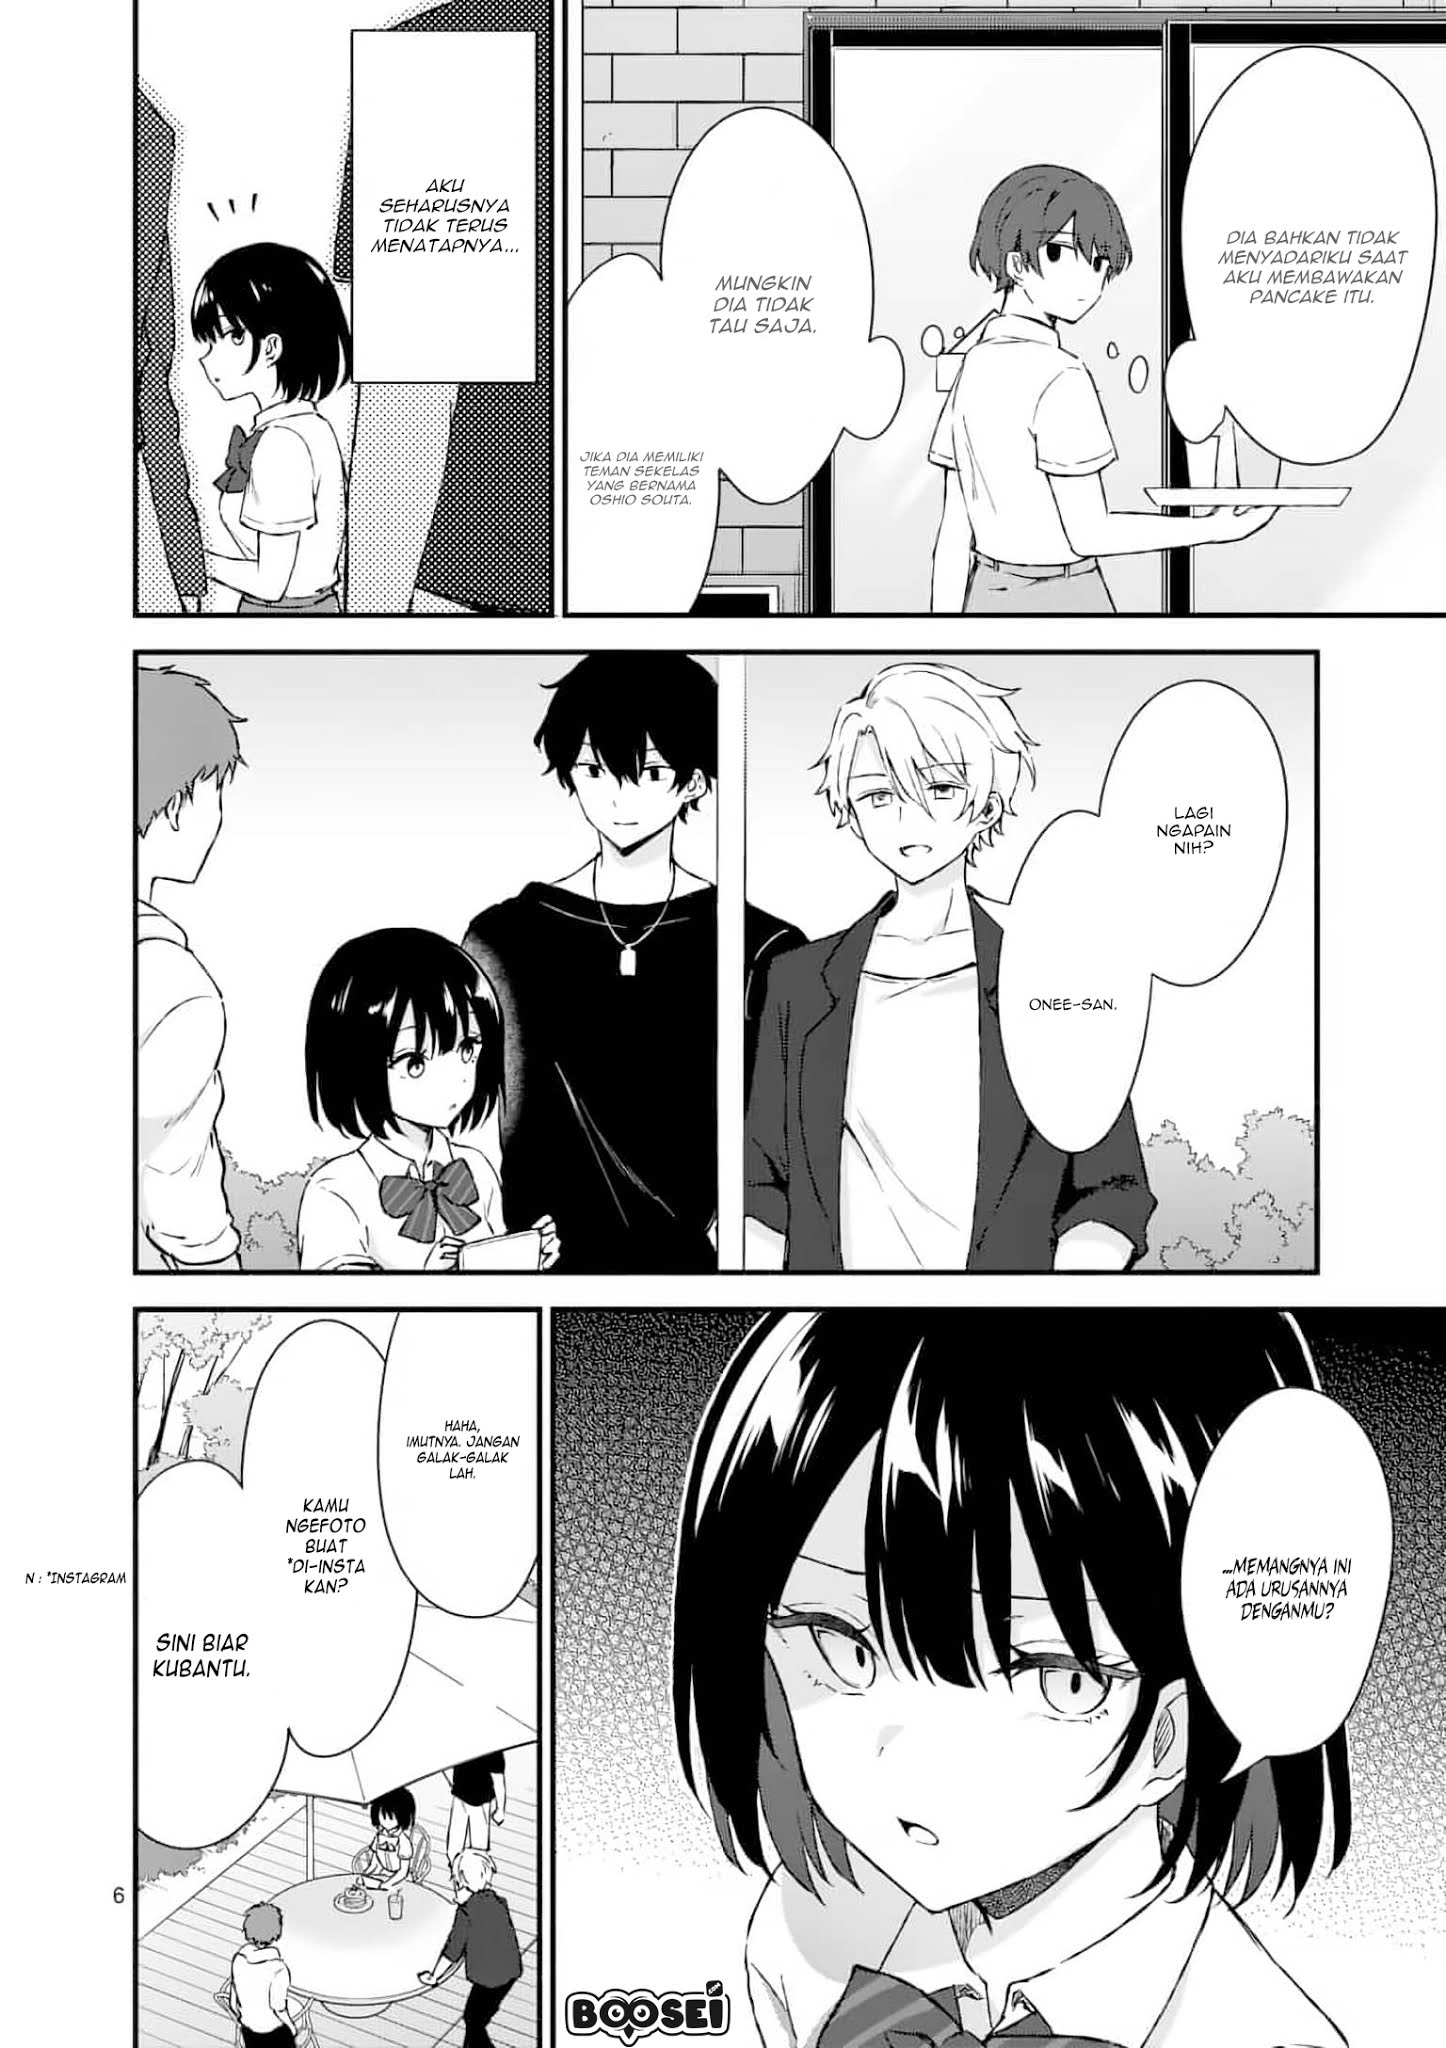 DIA BAHKAN TIDAK
MENYADARIKU SAAT
AKU MEMBAWAKAN
PANCAKE ITU.
MUNGKIN
DIA TIDAK
TAU SAJA.
JIKA DIA MEMILIKI
TEMAN SEKELAS
YANG BERNAMA
OSHIO SOUTA.
AKU
SEHARUSNYA
TIDAK TERUS
MENATAPNYA...
LAGI
NGAPAIN
NIH?
ONEE-SAN.
...MEMANGNYA INI
ADA URUSANNYA
DENGANMU?
HAHA,
IMUTNYA. JANGAN
GALAK-GALAK
LAH.
KAMU
NGEFOTO
BUAT
*DI-INSTA
KAN?
SINI BIAR
KUBANTU.
N : *INSTAGRAM
6
BOOSEI
.COM